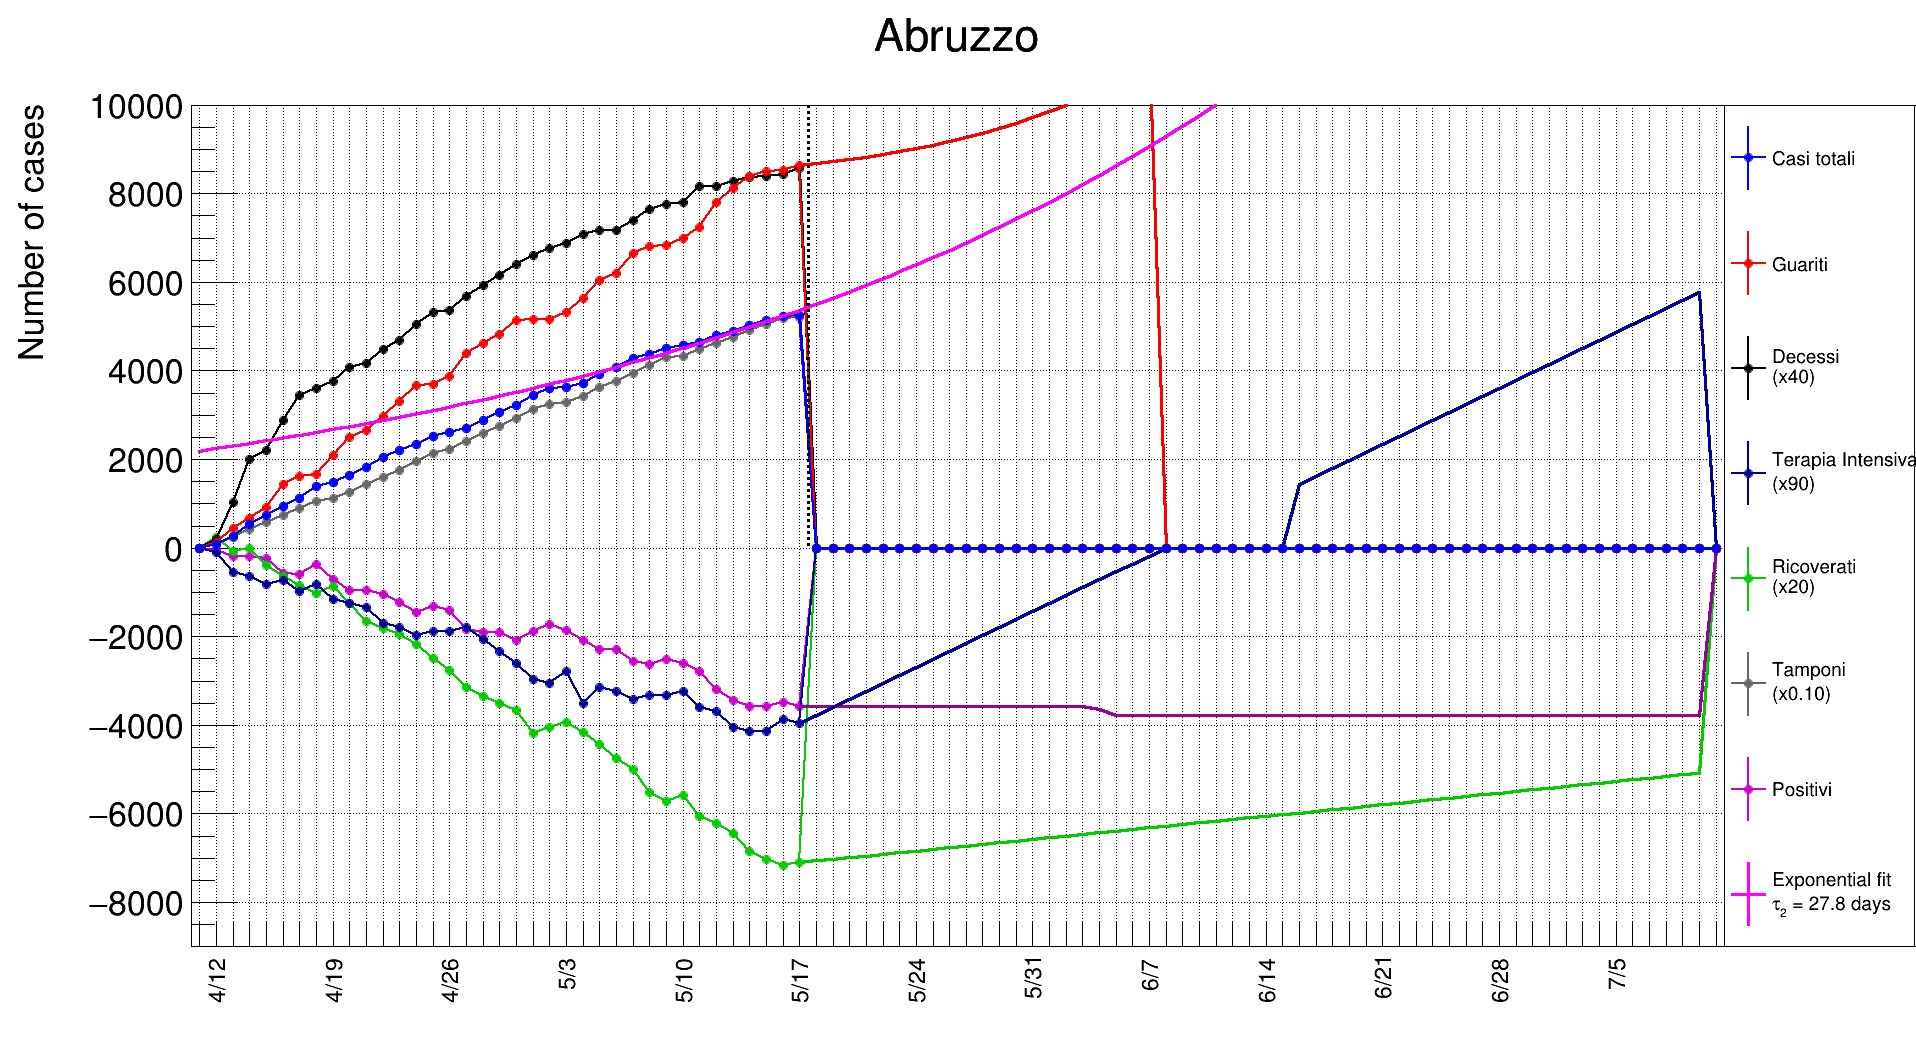 Abruzzo
Number of cases
10000
8000
6000
4000
2000
0
−2000
−4000
−6000
−8000
4/12
4/19
4/26
5/3
5/10
5/17
5/24
5/31
6/7
6/14
6/21
6/28
7/5
Casi totali
Guariti
Decessi
(x40)
Terapia Intensiva
(x90)
Ricoverati
(x20)
Tamponi
(x0.10)
Positivi
Exponential fit
τ2 = 27.8 days